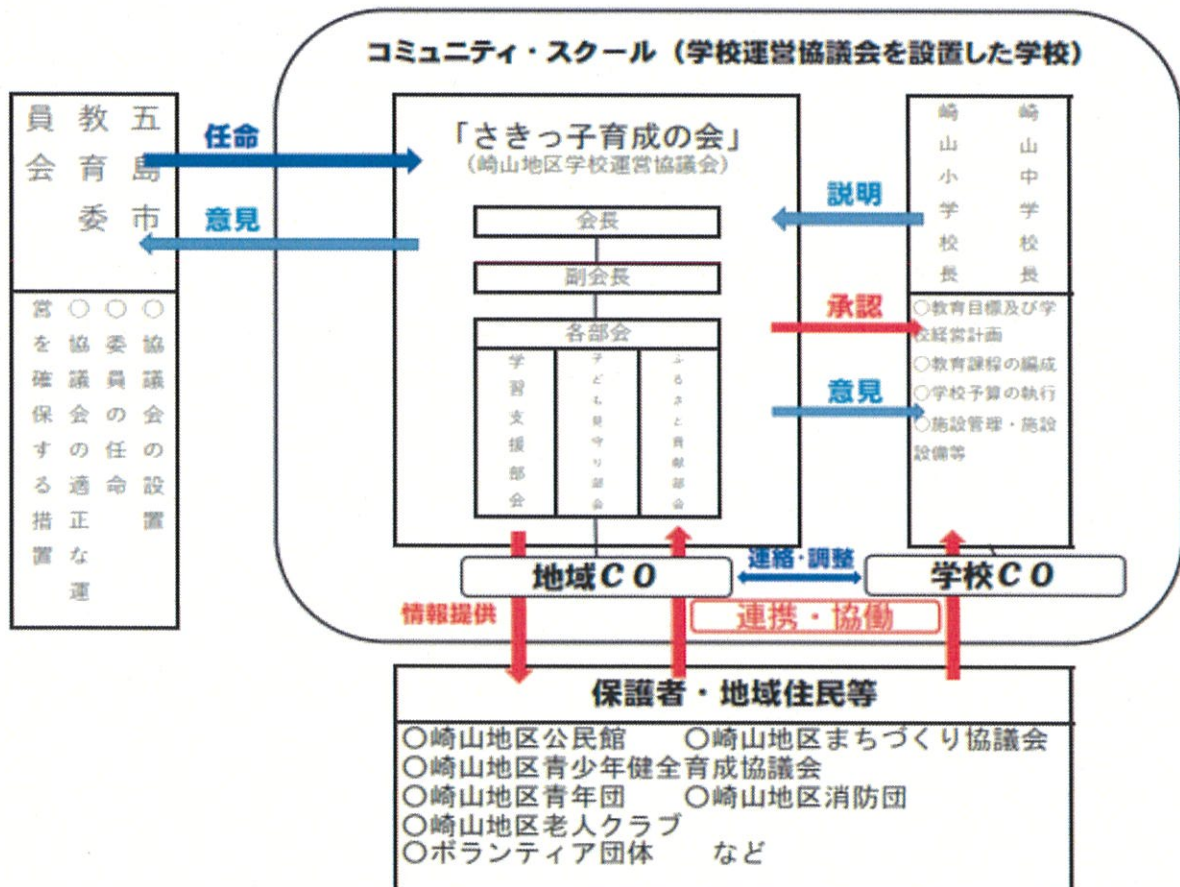 コミュニティ・スクール（学校運営協議会を設置した学校）
五島市
教育委
員会
○協議会の設置
○委員の任命
○協議会の適正な運
営を確保する措置
任命
意見
「さきっ子育成の会」
（崎山地区学校運営協議会）
会長
副会長
各部会
学習支援部会
子ども見守り部会
ふるさと貢献部会
説明
承認
意見
崎山中学校長
崎山小学校長
○教育目標及び学
校経営計画
○教育課程の編成
○学校予算の執行
○施設管理・施設
設備等
地域CO
連絡・調整
学校CO
情報提供
連携・協働
保護者・地域住民等
○崎山地区公民館　　○崎山地区まちづくり協議会
○崎山地区青少年健全育成協議会
○崎山地区青年団　　○崎山地区消防団
○崎山地区老人クラブ
○ボランティア団体　　など